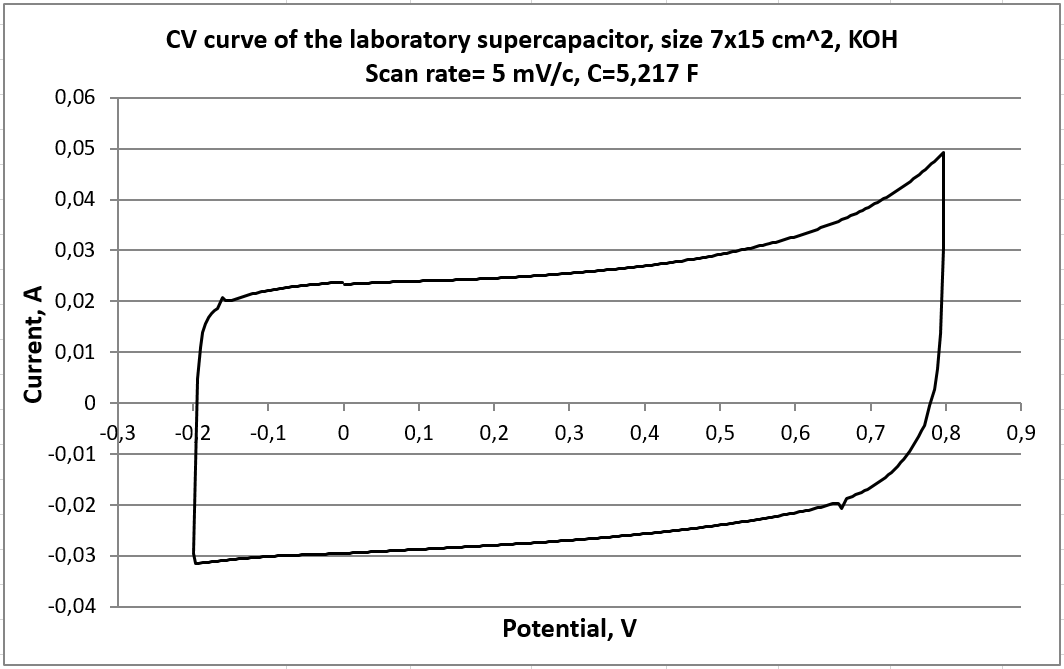 CV curve of the laboratory supercapacitor, size 7x15 cm^2, KOH
Scan rate= 5 mV/c, C=5,217 F
0,06
0,05
0,04
0,03
0,02
0,01
0
-0,01
-0,02
-0,03
-0,04
Current, A
-0,3 -0,2 -0,1 0 0,1 0,2 0,3 0,4 0,5 0,6 0,7 0,8 0,9
Potential, V